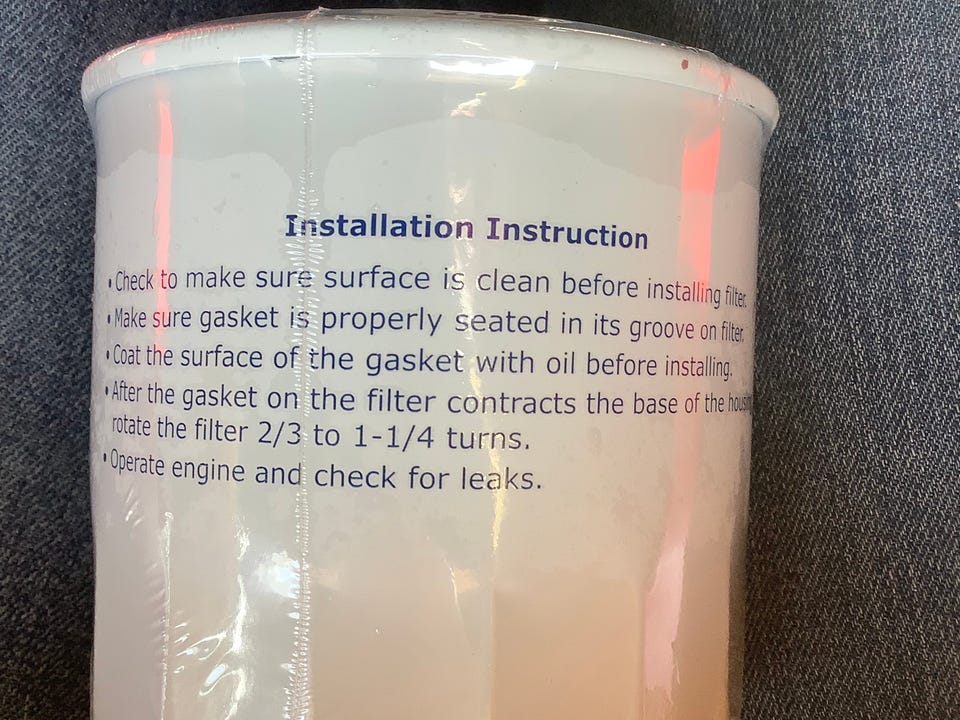 Installation Instruction
•Check to make sure surface is clean before installing filter.
•Make sure gasket is properly seated in its groove on filter.
•Coat the surface of the gasket with oil before installing.
•After the gasket on the filter contracts the base of the
rotate the filter 2/3 to 1-1/4 turns.
•Operate engine and check for leaks.